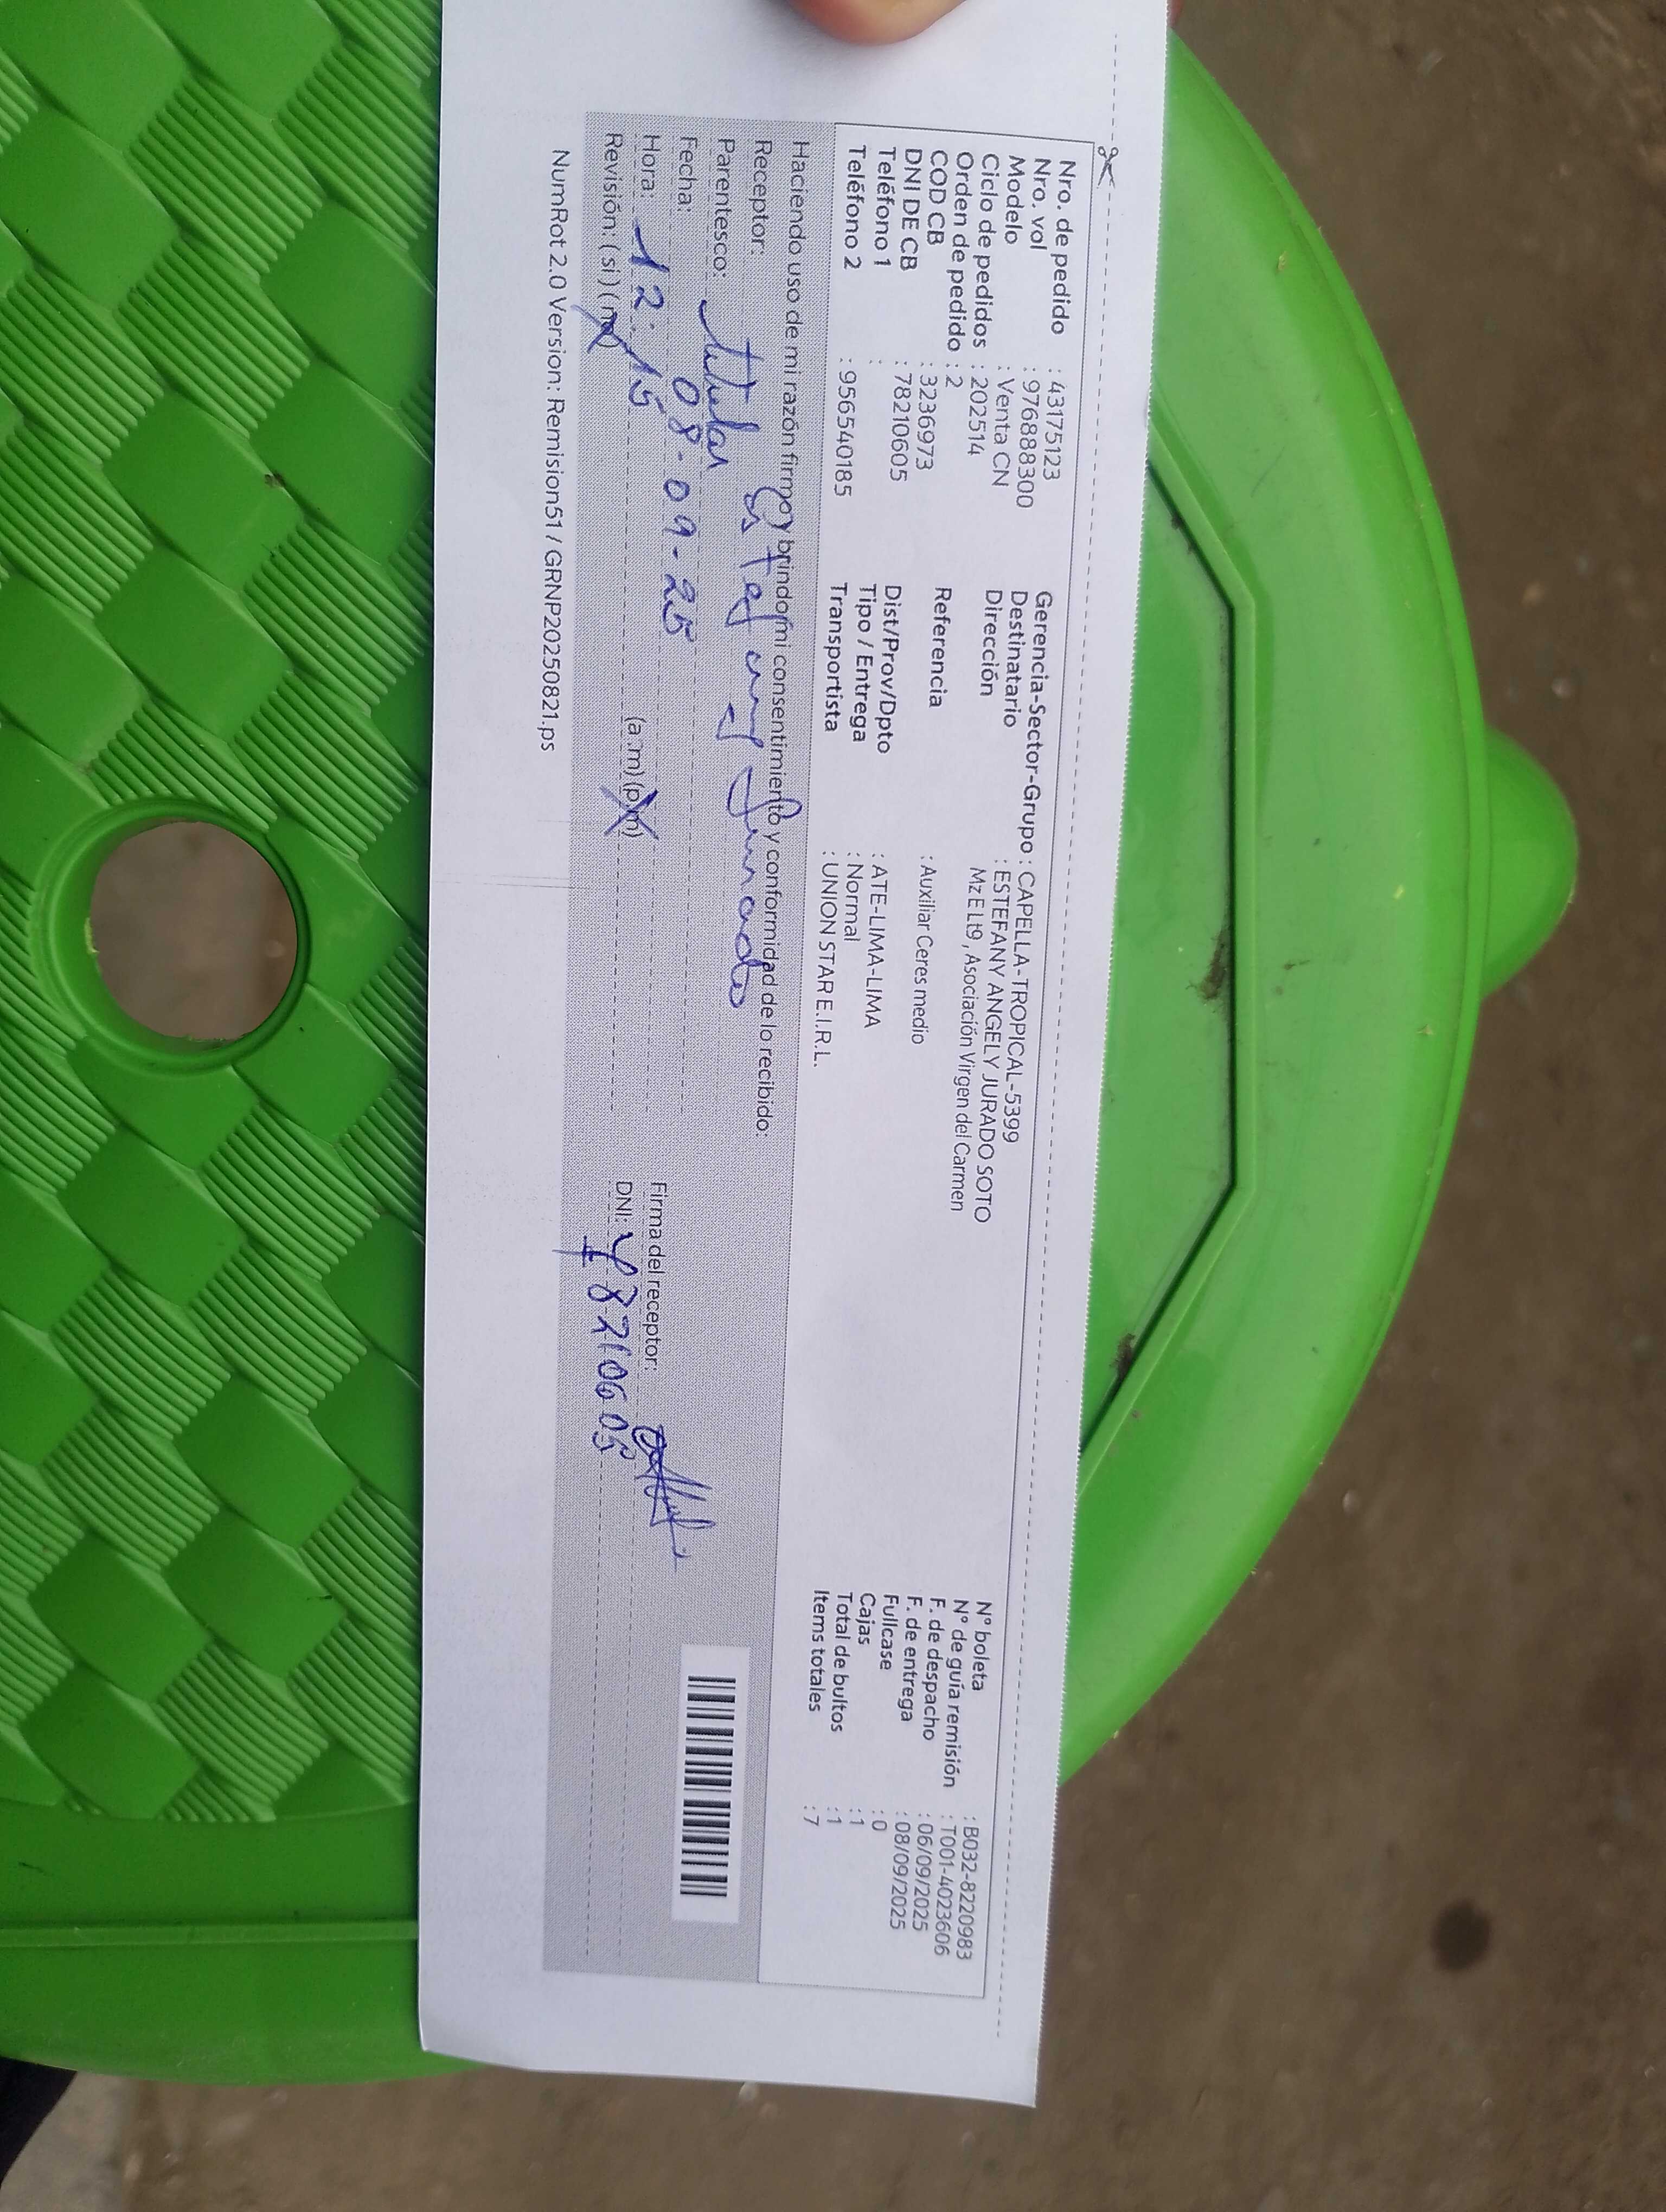 Nro. de pedido : 43175123
Nro. vol : 976888300
Modelo : Venta CN
Ciclo de pedidos : 202514
Orden de pedido : 2
COD CB : 3236973
DNI DE CB : 78210605
Teléfono 1 :
Teléfono 2 : 956540185
Gerencia-Sector-Grupo : CAPELLA-TROPICAL-5399
Destinatario : ESTEFANY ANGELY JURADO SOTO
Dirección Mz E Lt9 , Asociación Virgen del Carmen
Referencia : Auxiliar Ceres medio
Dist/Prov/Dpto : ATE-LIMA-LIMA
Tipo / Entrega : Normal
Transportista : UNION STAR E.I.R.L.
N° boleta : B032-8220983
N° de guía remisión : T001-4023606
F. de despacho : 06/09/2025
F. de entrega : 08/09/2025
Fullcase : 0
Cajas : 1
Total de bultos : 1
Items totales : 7
Haciendo uso de mi razón firmo y brindo mi consentimiento y conformidad de lo recibido:
Receptor:
Parentesco: titular
Fecha: 08-09-25
Hora: 12:15 (a.m) (p.m)
Revisión: (si) (no)
Firma del receptor:
DNI: 78210605
NumRot 2.0 Version: Remision51 / GRNP20250821.ps